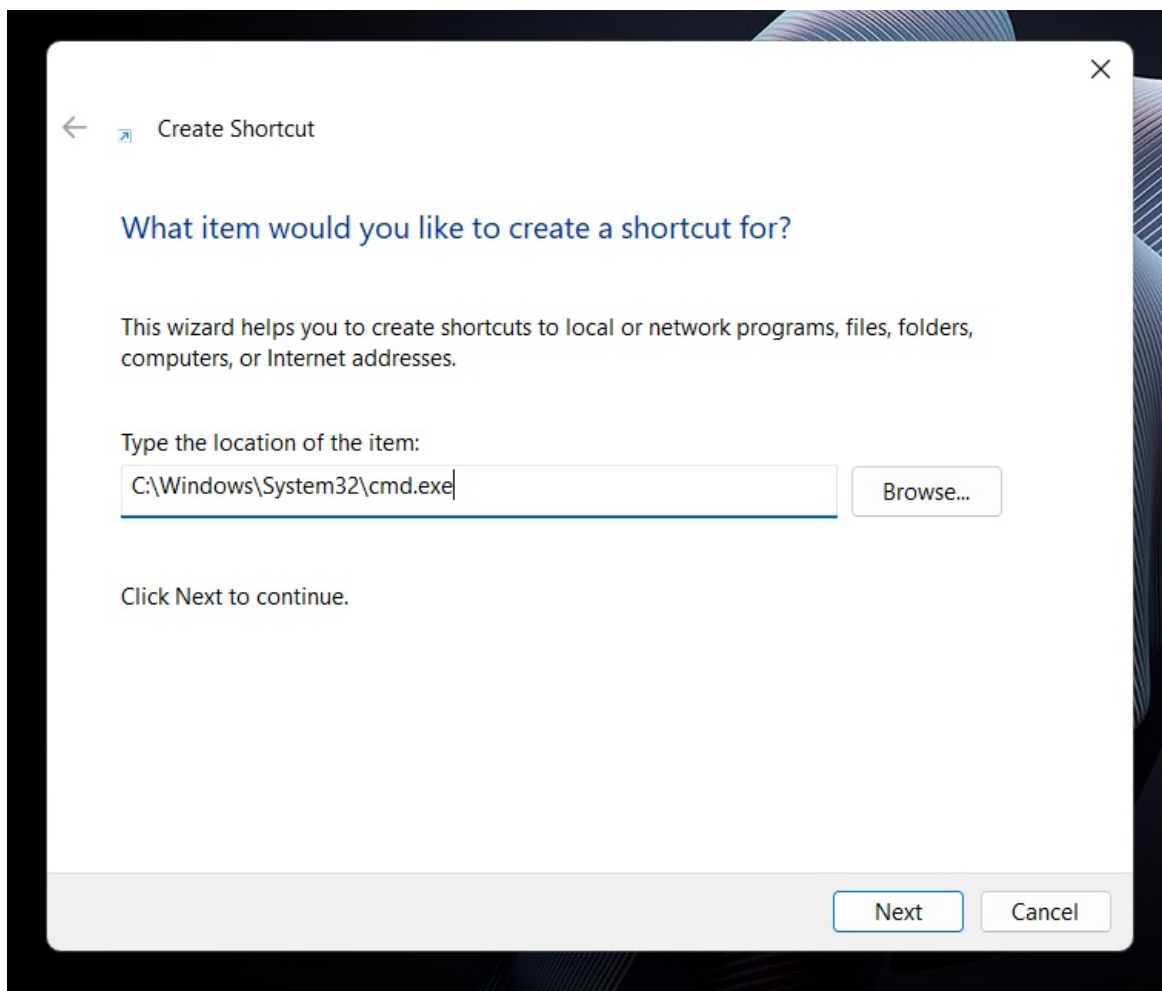 Create Shortcut
What item would you like to create a shortcut for?
This wizard helps you to create shortcuts to local or network programs, files, folders,
computers, or Internet addresses.
Type the location of the item:
C:\Windows\System32\cmd.exe
Browse...
Click Next to continue.
Next
Cancel